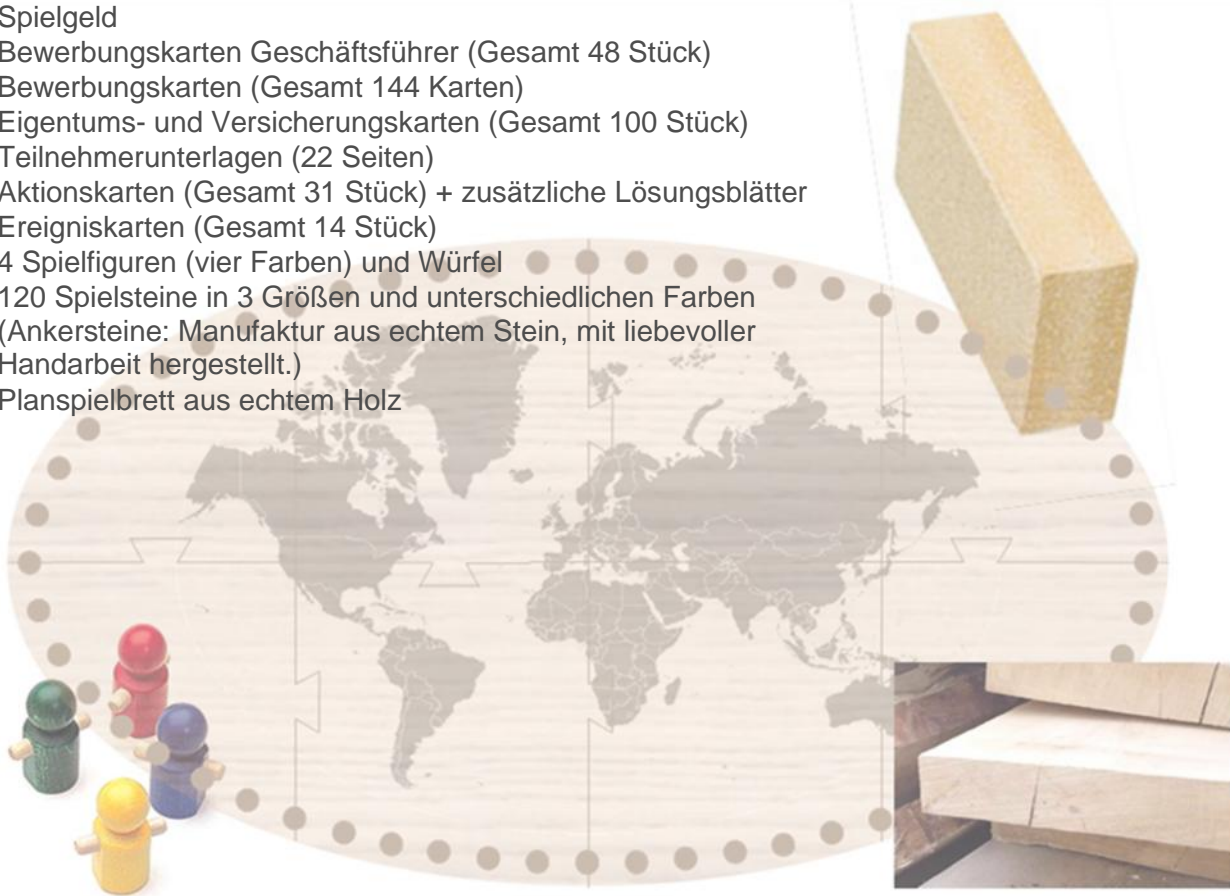 Spielgeld
Bewerbungskarten Geschäftsführer (Gesamt 48 Stück)
Bewerbungskarten (Gesamt 144 Karten)
Eigentums- und Versicherungskarten (Gesamt 100 Stück)
Teilnehmerunterlagen (22 Seiten)
Aktionskarten (Gesamt 31 Stück) + zusätzliche Lösungsblätter
Ereigniskarten (Gesamt 14 Stück)
4 Spielfiguren (vier Farben) und Würfel
120 Spielsteine in 3 Größen und unterschiedlichen Farben
(Ankersteine: Manufaktur aus echtem Stein, mit liebevoller
Handarbeit hergestellt.)
Planspielbrett aus echtem Holz